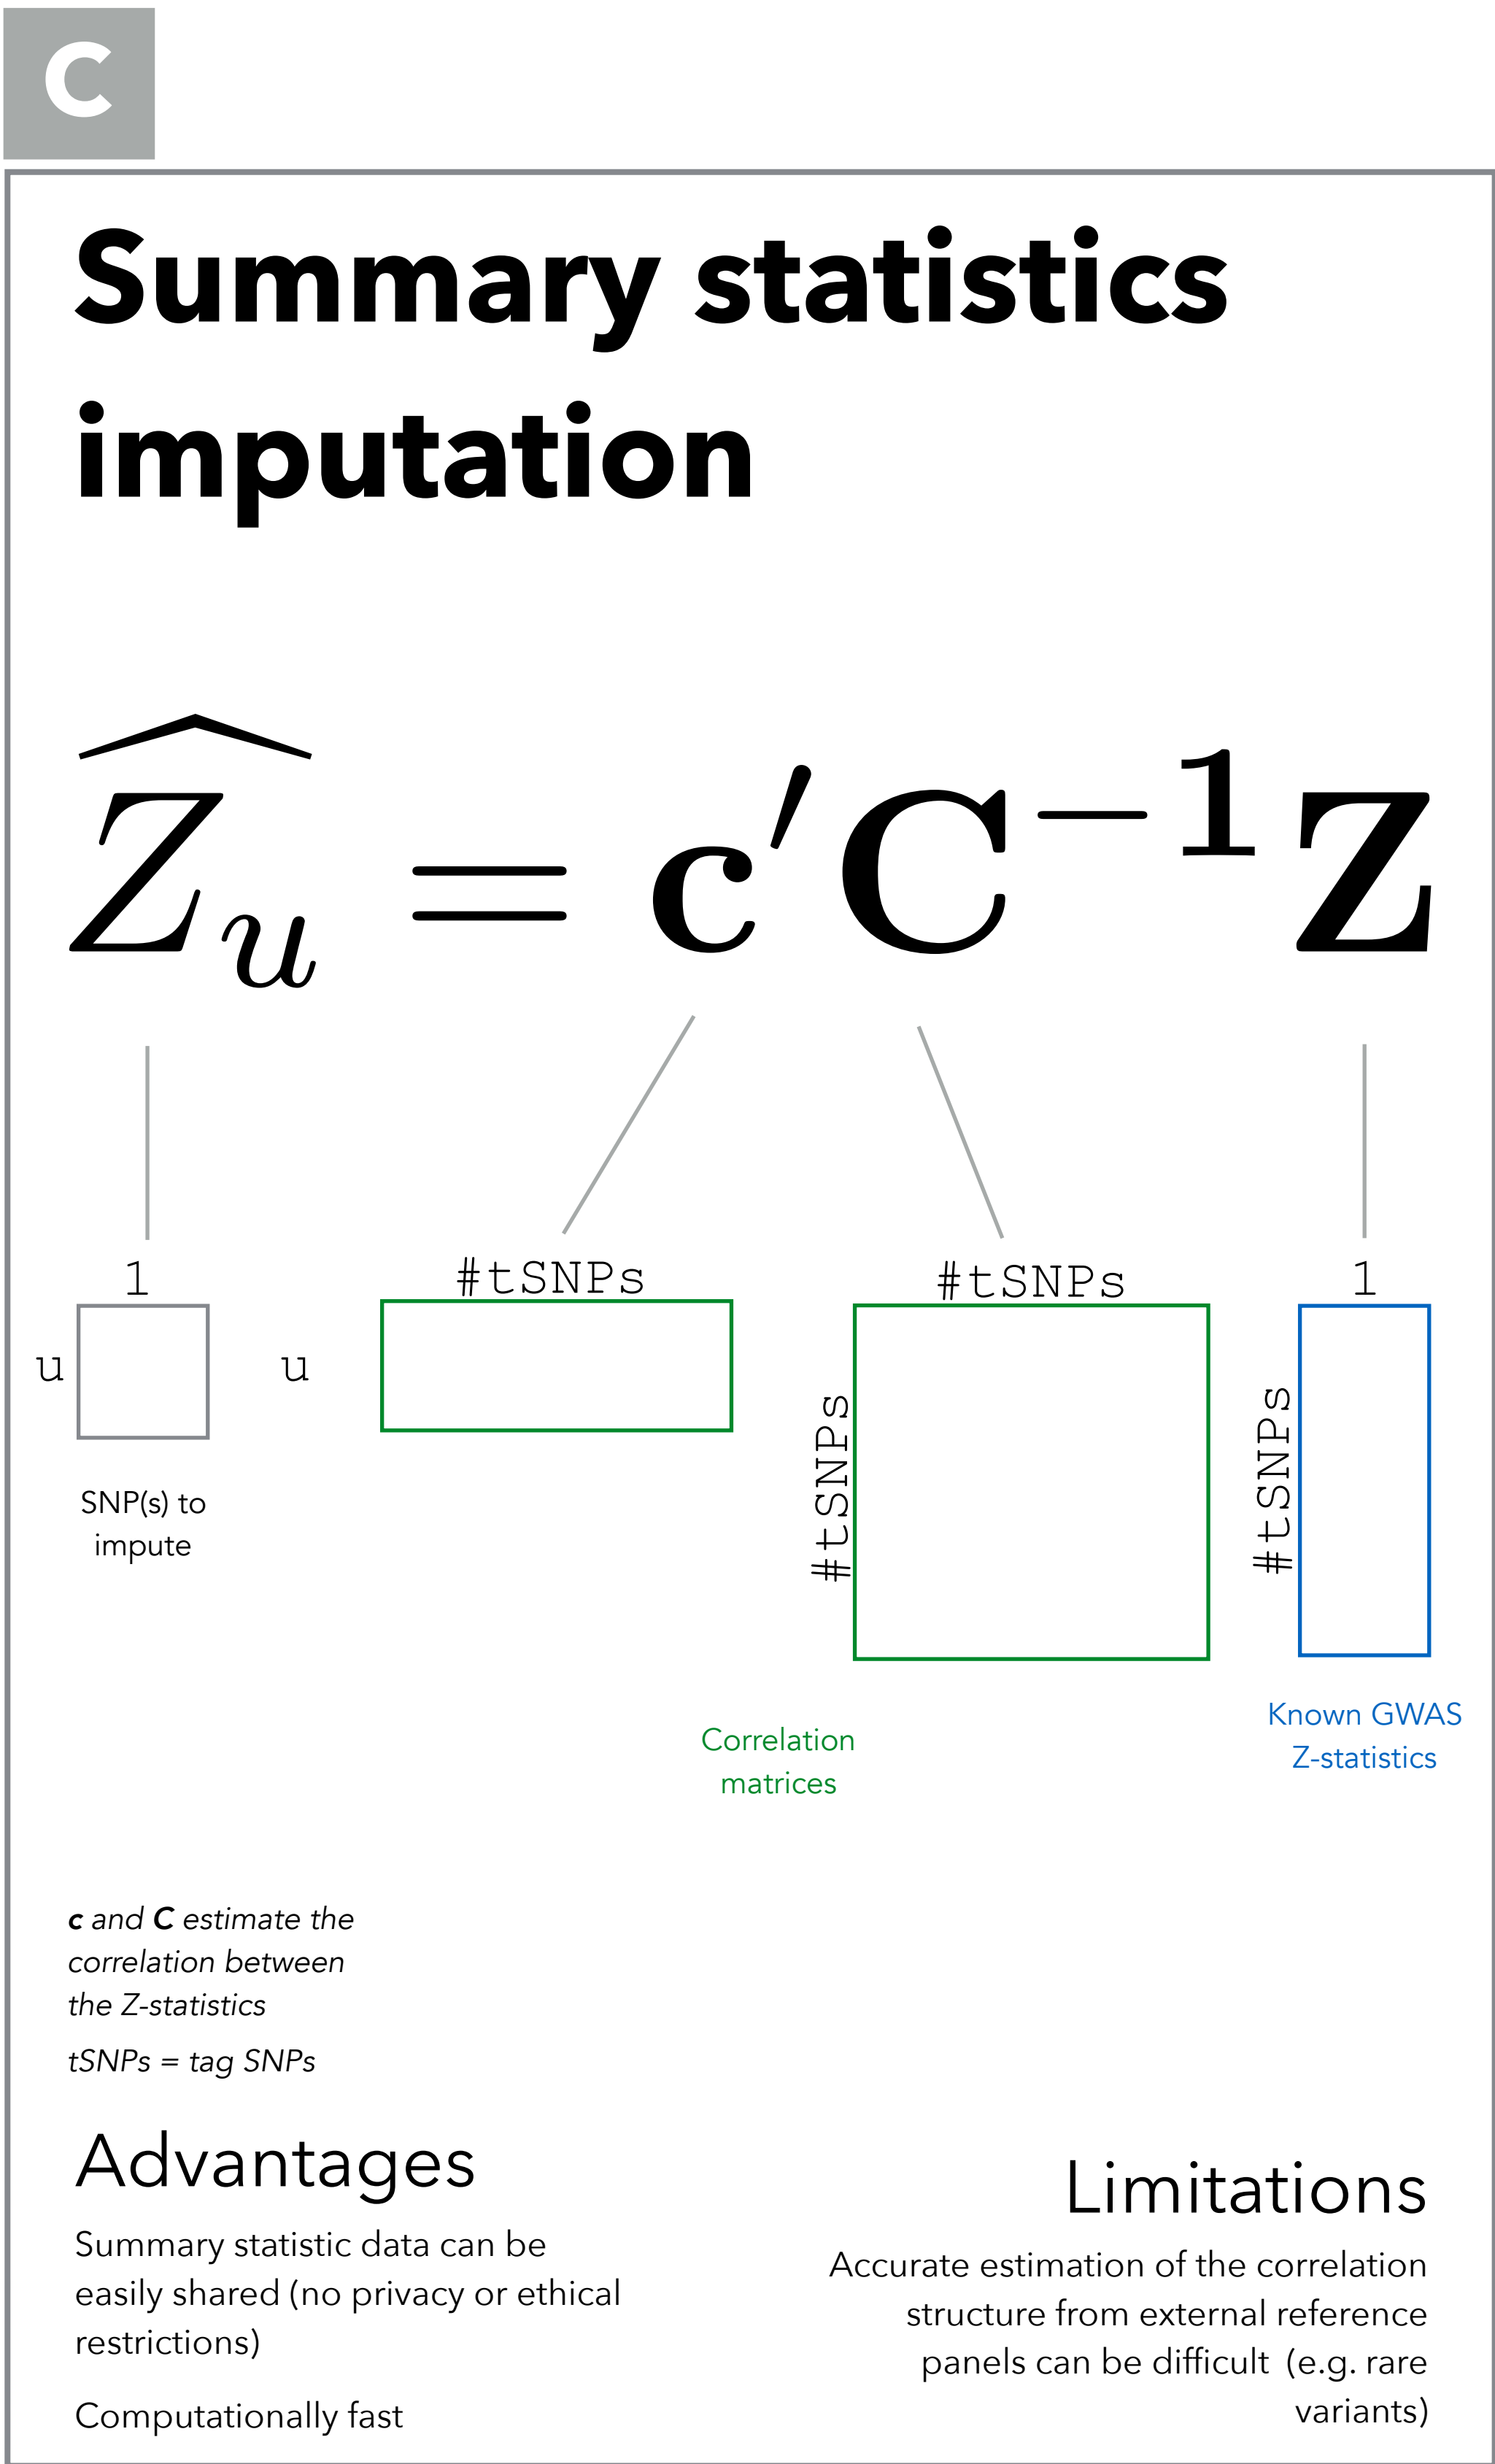 C
Summary statistics
imputation
\widehat{Z_u} = c′C⁻¹Z
1
u
SNP(s) to
impute
#tSNPs
u
#tSNPs
#tSNPs
Correlation
matrices
1
#tSNPs
Known GWAS
Z-statistics
c and C estimate the
correlation between
the Z-statistics
tSNPs = tag SNPs
Advantages
Summary statistic data can be
easily shared (no privacy or ethical
restrictions)
Computationally fast
Limitations
Accurate estimation of the correlation
structure from external reference
panels can be difficult (e.g. rare
variants)